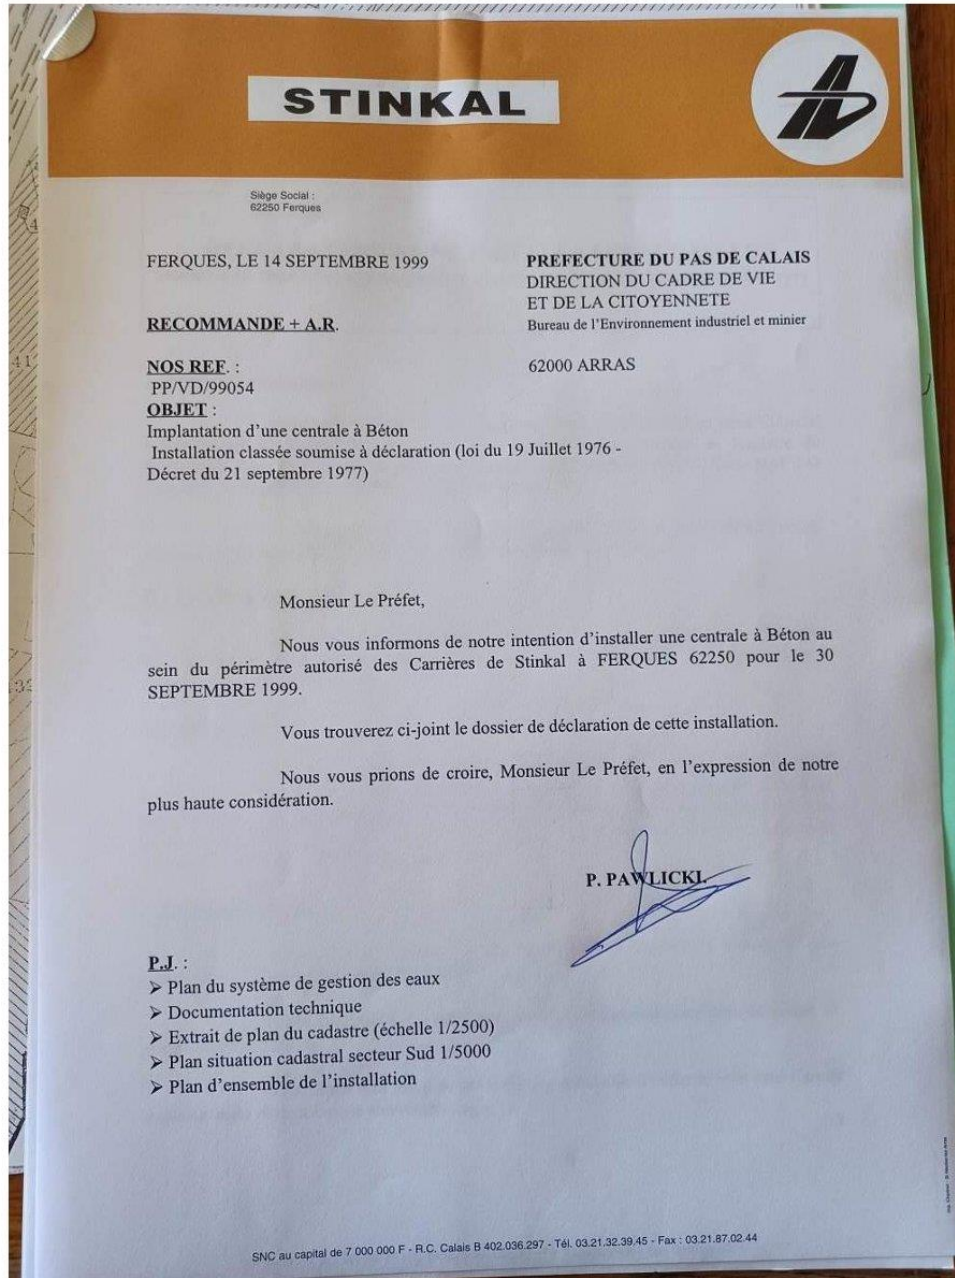 STINKAL
Siège Social :
62250 Ferques
FERQUES, LE 14 SEPTEMBRE 1999
PREFECTURE DU PAS DE CALAIS
DIRECTION DU CADRE DE VIE
ET DE LA CITOYENNETE
Bureau de l'Environnement industriel et minier
62000 ARRAS
RECOMMANDE + A.R.
NOS REF. :
PP/VD/99054
OBJET :
Implantation d'une centrale à Béton
Installation classée soumise à déclaration (loi du 19 Juillet 1976 -
Décret du 21 septembre 1977)
Monsieur Le Préfet,
Nous vous informons de notre intention d'installer une centrale à Béton au
sein du périmètre autorisé des Carrières de Stinkal à FERQUES 62250 pour le 30
SEPTEMBRE 1999.
Vous trouverez ci-joint le dossier de déclaration de cette installation.
Nous vous prions de croire, Monsieur Le Préfet, en l'expression de notre
plus haute considération.
P. PAWLICKI.
P.J. :
➢ Plan du système de gestion des eaux
➢ Documentation technique
➢ Extrait de plan du cadastre (échelle 1/2500)
➢ Plan situation cadastral secteur Sud 1/5000
➢ Plan d'ensemble de l'installation
SNC au capital de 7 000 000 F - R.C. Calais B 402.036.297 - Tél. 03.21.32.39.45 - Fax : 03.21.87.02.44